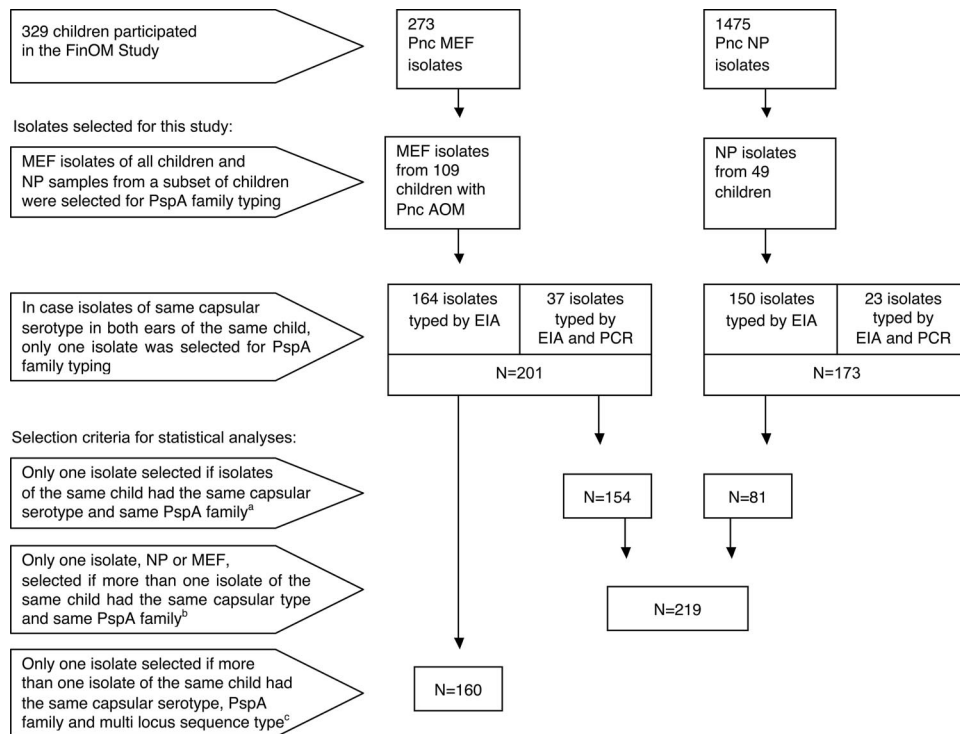 329 children participated
in the FinOM Study
273
Pnc MEF
isolates
1475
Pnc NP
isolates
Isolates selected for this study:
MEF isolates of all children and
NP samples from a subset of children
were selected for PspA family typing
MEF isolates
from 109
children with
Pnc AOM
NP isolates
from 49
children
In case isolates of same capsular
serotype in both ears of the same child,
only one isolate was selected for PspA
family typing
164 isolates
typed by EIA
37 isolates
typed by
EIA and PCR
N=201
150 isolates
typed by EIA
23 isolates
typed by
EIA and PCR
N=173
Selection criteria for statistical analyses:
Only one isolate selected if isolates
of the same child had the same capsular
serotype and same PspA familyᵃ
N=154
N=81
Only one isolate, NP or MEF,
selected if more than one isolate of the
same child had the same capsular type
and same PspA familyᵇ
N=219
Only one isolate selected if more
than one isolate of the same child had
the same capsular serotype, PspA
family and multi locus sequence typeᶜ
N=160